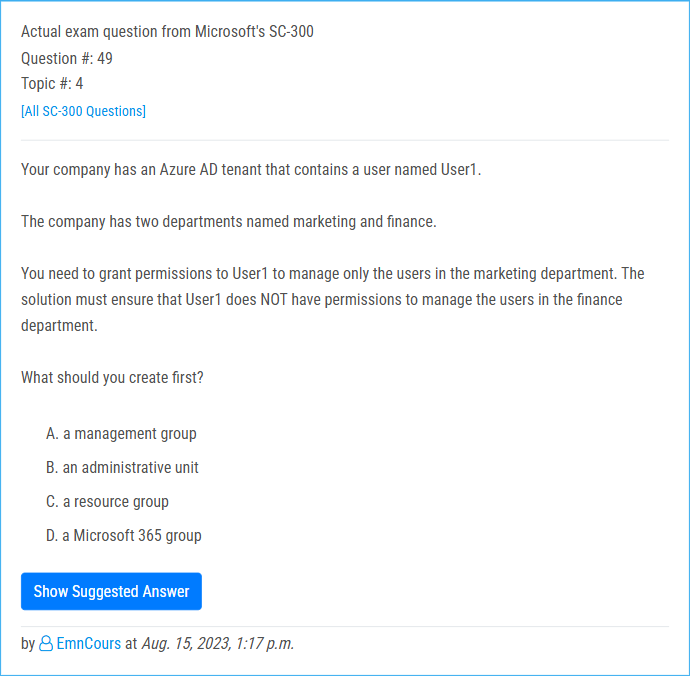 Actual exam question from Microsoft's SC-300
Question #: 49
Topic #: 4
[All SC-300 Questions]
Your company has an Azure AD tenant that contains a user named User1.
The company has two departments named marketing and finance.
You need to grant permissions to User1 to manage only the users in the marketing department. The
solution must ensure that User1 does NOT have permissions to manage the users in the finance
department.
What should you create first?
A. a management group
B. an administrative unit
C. a resource group
D. a Microsoft 365 group
Show Suggested Answer
by EmnCours at Aug. 15, 2023, 1:17 p.m.